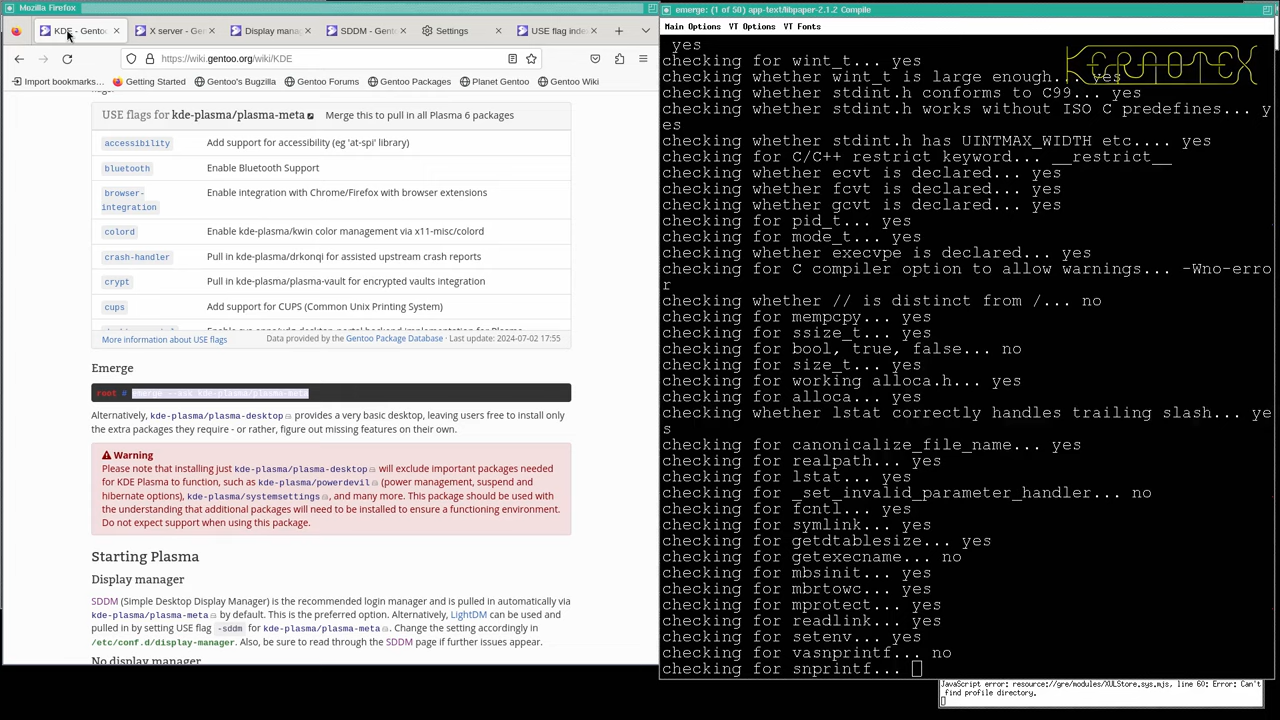 Mozilla Firefox
KDE - Gentoo
X server - Ge
Display mana
SDDM - Gento
Settings
USE flag inde
https://wiki.gentoo.org/wiki/KDE
Import bookmarks...
Getting Started
Gentoo's Bugzilla
Gentoo Forums
Gentoo Packages
Planet Gentoo
Gentoo Wiki
USE flags for kde-plasma/plasma-meta Merge this to pull in all Plasma 6 packages
accessibility Add support for accessibility (eg 'at-spi' library)
bluetooth Enable Bluetooth Support
browser-integration Enable integration with Chrome/Firefox with browser extensions
colord Enable kde-plasma/kwin color management via x11-misc/colord
crash-handler Pull in kde-plasma/drkonqi for assisted upstream crash reports
crypt Pull in kde-plasma/plasma-vault for encrypted vaults integration
cups Add support for CUPS (Common Unix Printing System)
More information about USE flags Data provided by the Gentoo Package Database · Last update: 2024-07-02 17:55
Emerge
root # emerge --ask kde-plasma/plasma-meta
Alternatively, kde-plasma/plasma-desktop provides a very basic desktop, leaving users free to install only
the extra packages they require - or rather, figure out missing features on their own.
Warning
Please note that installing just kde-plasma/plasma-desktop will exclude important packages needed
for KDE Plasma to function, such as kde-plasma/powerdevil (power management, suspend and
hibernate options), kde-plasma/systemsettings, and many more. This package should be used with
the understanding that additional packages will need to be installed to ensure a functioning environment.
Do not expect support when using this package.
Starting Plasma
Display manager
SDDM (Simple Desktop Display Manager) is the recommended login manager and is pulled in automatically via
kde-plasma/plasma-meta by default. This is the preferred option. Alternatively, LightDM can be used and
pulled in by setting USE flag -sddm for kde-plasma/plasma-meta. Change the setting accordingly in
/etc/conf.d/display-manager. Also, be sure to read through the SDDM page if further issues appear.
No display manager
emerge: (1 of 50) app-text/libpaper-2.1.2 Compile
Main Options VT Options VT Fonts
KERNOTEX
yes
checking for wint_t... yes
checking whether wint_t is large enough... yes
checking whether stdint.h conforms to C99... yes
checking whether stdint.h works without ISO C predefines... y
es
checking whether stdint.h has UINTMAX_WIDTH etc.... yes
checking for C/C++ restrict keyword... __restrict__
checking whether ecvt is declared... yes
checking whether fcvt is declared... yes
checking whether gcvt is declared... yes
checking for pid_t... yes
checking for mode_t... yes
checking whether execvpe is declared... yes
checking for C compiler option to allow warnings... -Wno-erro
r
checking whether // is distinct from /... no
checking for mempcpy... yes
checking for ssize_t... yes
checking for bool, true, false... no
checking for size_t... yes
checking for working alloca.h... yes
checking for alloca... yes
checking whether lstat correctly handles trailing slash... ye
s
checking for canonicalize_file_name... yes
checking for realpath... yes
checking for lstat... yes
checking for _set_invalid_parameter_handler... no
checking for fcntl... yes
checking for symlink... yes
checking for getdtablesize... yes
checking for getexecname... no
checking for mbsinit... yes
checking for mbrtowc... yes
checking for mprotect... yes
checking for readlink... yes
checking for setenv... yes
checking for vasnprintf... no
checking for snprintf...
JavaScript error: resource://gre/modules/XULStore.sys.mjs, line 60: Error: Can't
find profile directory.